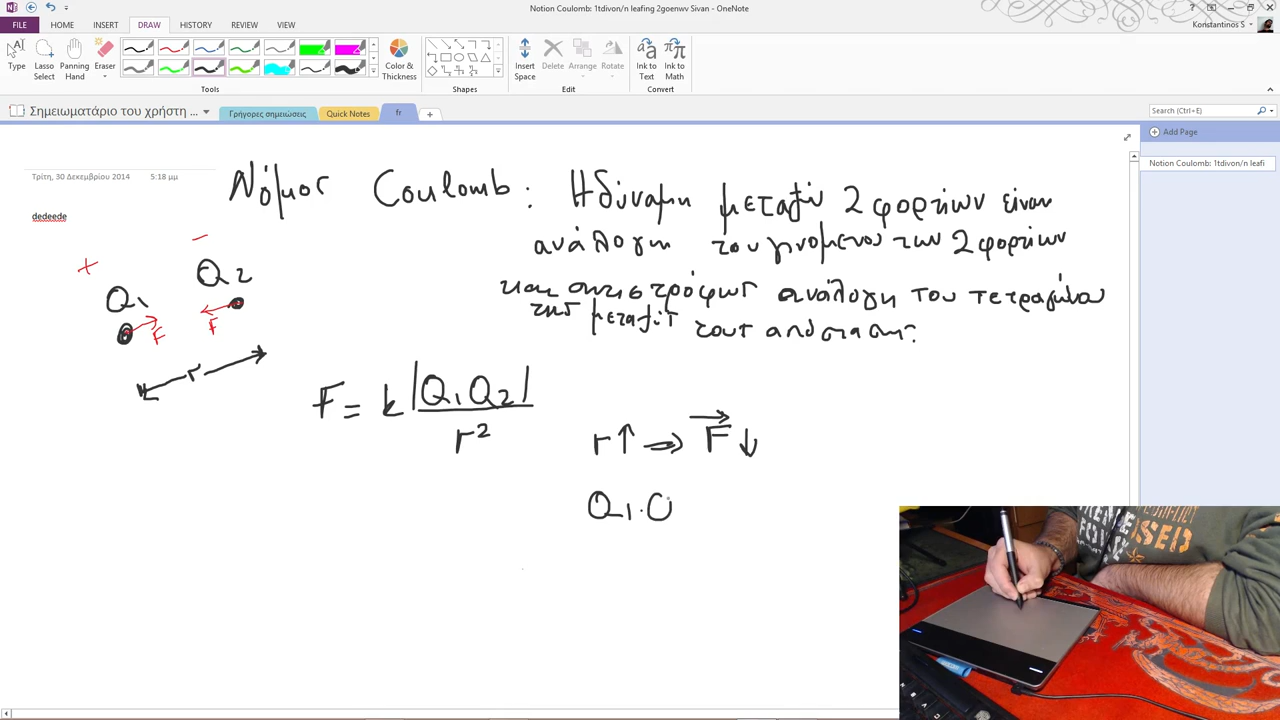 Notion Coulomb: 1tdivon/n leafing 2goenwv Sivan - OneNote
FILE HOME INSERT DRAW HISTORY REVIEW VIEW
Konstantinos S
Type Lasso Select Panning Hand Eraser Color & Thickness Insert Space Delete Arrange Rotate Ink to Text Ink to Math
Tools Shapes Edit Convert
Σημειωματάριο του χρήστη ... Γρήγορες σημειώσεις Quick Notes fr
Search (Ctrl+E)
Add Page
Notion Coulomb: 1tdivon/n leafi
Τρίτη, 30 Δεκεμβρίου 2014 5:18 μμ
dedeede
Νόμος Coulomb: Η δύναμη μεταξύ 2 φορτίων είναι
ανάλογη του γινομένου των 2 φορτίων
και αντιστρόφως ανάλογη του τετραγώνου
της μεταξύ τους απόστασης
+ −
Q1 Q2
F F
r
F = k |Q1Q2|
r²
r↑ ⇒ F↓
Q1·Q